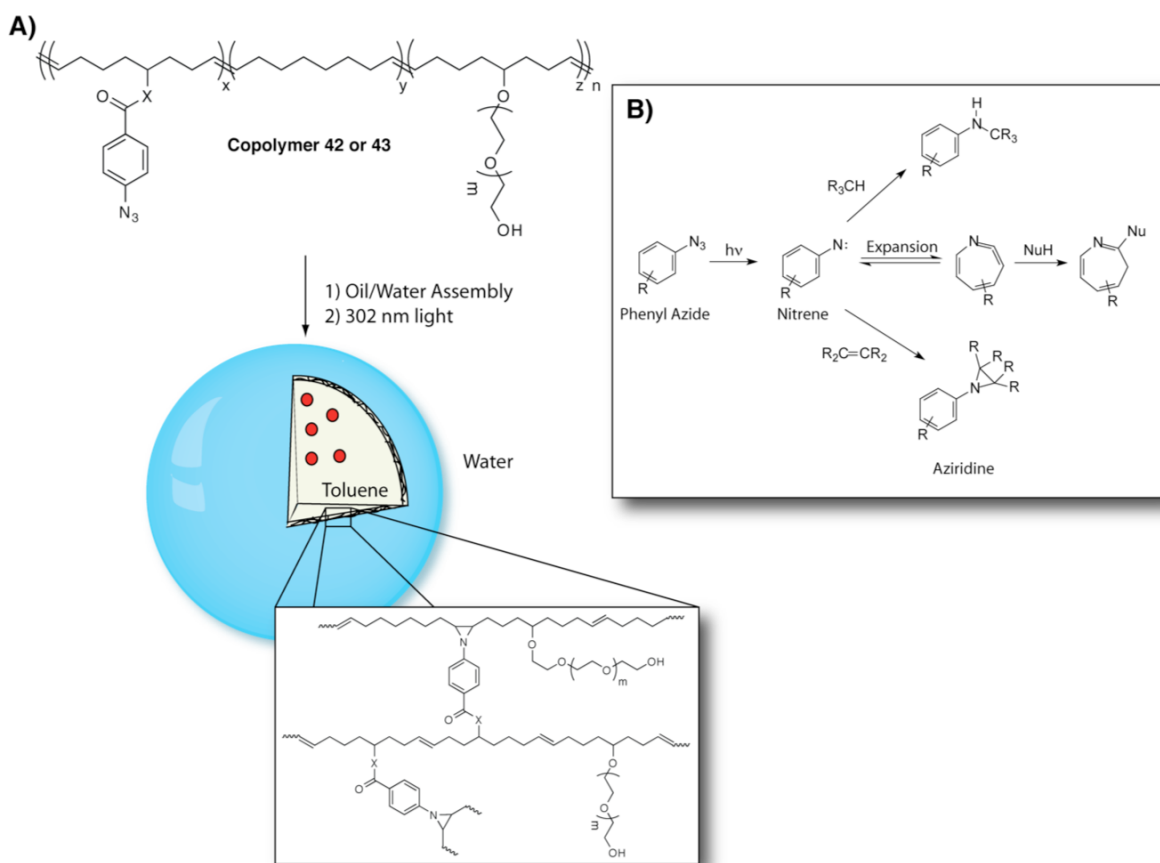 A)
x
y
z
n
O
X
N3
O
O
m
OH
Copolymer 42 or 43
1) Oil/Water Assembly
2) 302 nm light
Water
Toluene
N
O
O
O
m
OH
O
X
X
O
N
O
O
m
OH
B)
H
N
CR3
R
R3CH
N3
R
Phenyl Azide
hν
N:
R
Nitrene
Expansion
N
R
NuH
N
Nu
R
R2C=CR2
R
R
R
R
N
R
Aziridine